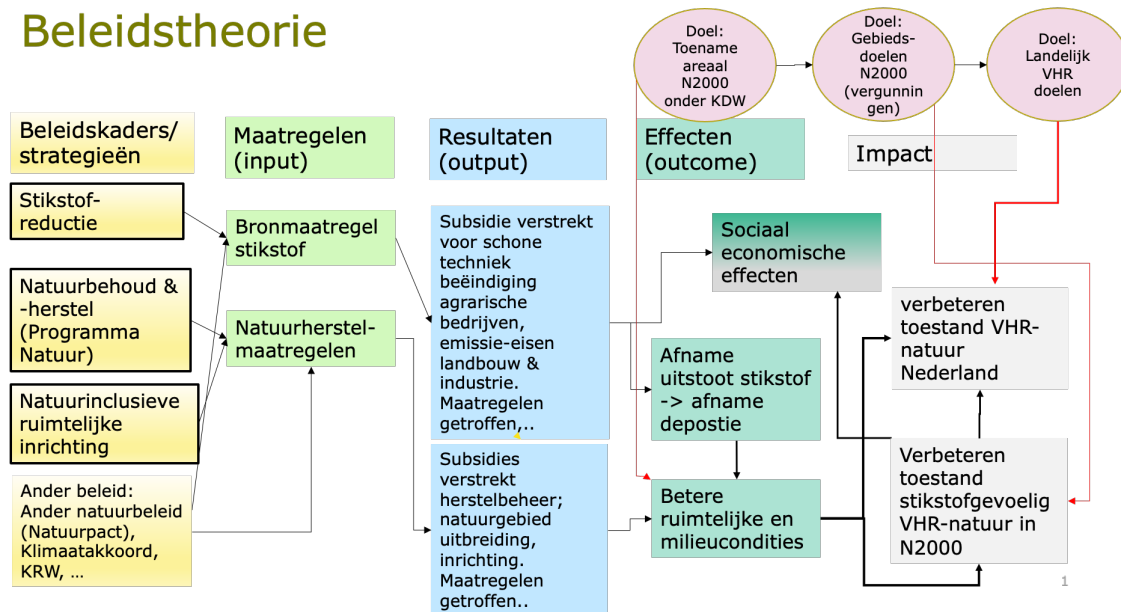 Beleidstheorie
Doel:
Toename
areaal
N2000
onder KDW
Doel:
Gebieds-
doelen
N2000
(vergunnin
gen)
Doel:
Landelijk
VHR
doelen
Beleidskaders/
strategieën
Maatregelen
(input)
Resultaten
(output)
Effecten
(outcome)
Impact
Stikstof-
reductie
Natuurbehoud &
-herstel
(Programma
Natuur)
Natuurinclusieve
ruimtelijke
inrichting
Ander beleid:
Ander natuurbeleid
(Natuurpact),
Klimaatakkoord,
KRW, …
Bronmaatregel
stikstof
Natuurherstel-
maatregelen
Subsidie verstrekt
voor schone
techniek
beëindiging
agrarische
bedrijven,
emissie-eisen
landbouw &
industrie.
Maatregelen
getroffen,..
Subsidies
verstrekt
herstelbeheer;
natuurgebied
uitbreiding,
inrichting.
Maatregelen
getroffen..
Sociaal
economische
effecten
Afname
uitstoot stikstof
-> afname
depostie
Betere
ruimtelijke en
milieucondities
verbeteren
toestand VHR-
natuur
Nederland
Verbeteren
toestand
stikstofgevoelig
VHR-natuur in
N2000
1